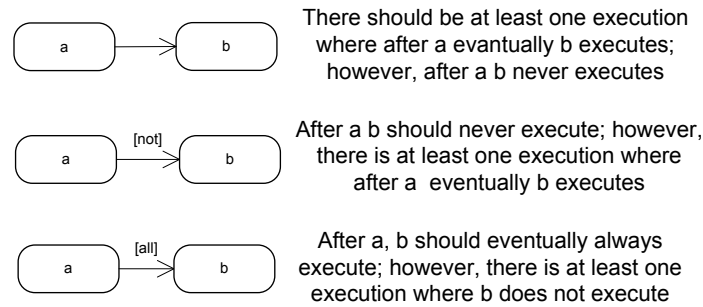 There should be at least one execution
a
b
where after a evantually b executes;
however, after a b never executes
[not]
After a b should never execute; however,
a
b
there is at least one execution where
after a eventually b executes
[all]
After a, b should eventually always
a
b
execute; however, there is at least one
execution where b does not execute